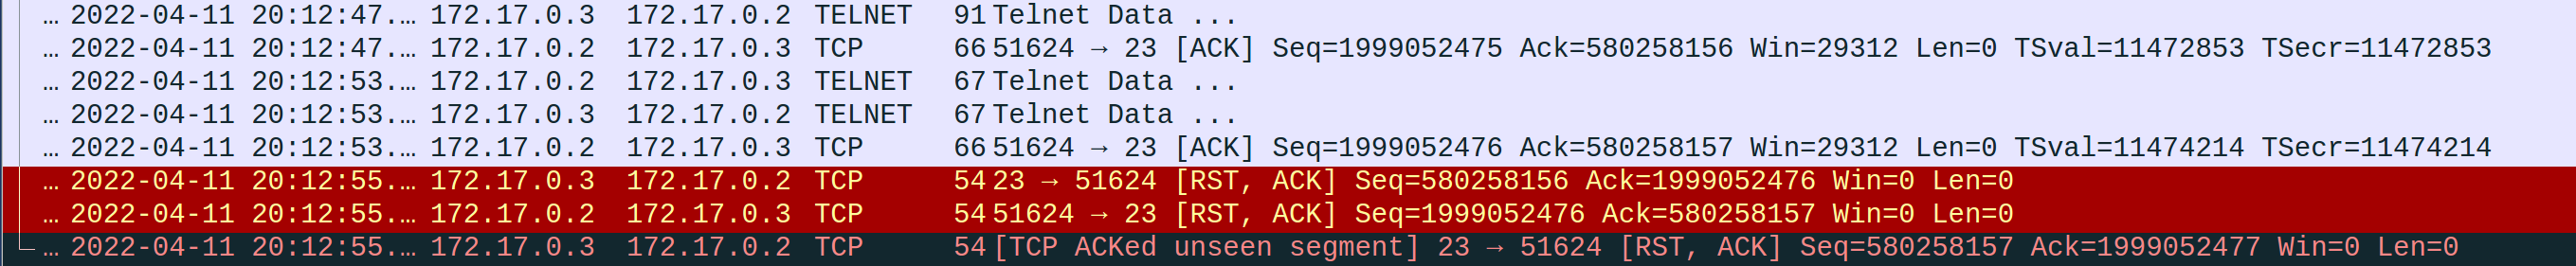 … 2022-04-11 20:12:47.… 172.17.0.3 172.17.0.2 TELNET 91 Telnet Data ...
… 2022-04-11 20:12:47.… 172.17.0.2 172.17.0.3 TCP 66 51624 → 23 [ACK] Seq=1999052475 Ack=580258156 Win=29312 Len=0 TSval=11472853 TSecr=11472853
… 2022-04-11 20:12:53.… 172.17.0.2 172.17.0.3 TELNET 67 Telnet Data ...
… 2022-04-11 20:12:53.… 172.17.0.3 172.17.0.2 TELNET 67 Telnet Data ...
… 2022-04-11 20:12:53.… 172.17.0.2 172.17.0.3 TCP 66 51624 → 23 [ACK] Seq=1999052476 Ack=580258157 Win=29312 Len=0 TSval=11474214 TSecr=11474214
… 2022-04-11 20:12:55.… 172.17.0.3 172.17.0.2 TCP 54 23 → 51624 [RST, ACK] Seq=580258156 Ack=1999052476 Win=0 Len=0
… 2022-04-11 20:12:55.… 172.17.0.2 172.17.0.3 TCP 54 51624 → 23 [RST, ACK] Seq=1999052476 Ack=580258157 Win=0 Len=0
… 2022-04-11 20:12:55.… 172.17.0.3 172.17.0.2 TCP 54 [TCP ACKed unseen segment] 23 → 51624 [RST, ACK] Seq=580258157 Ack=1999052477 Win=0 Len=0